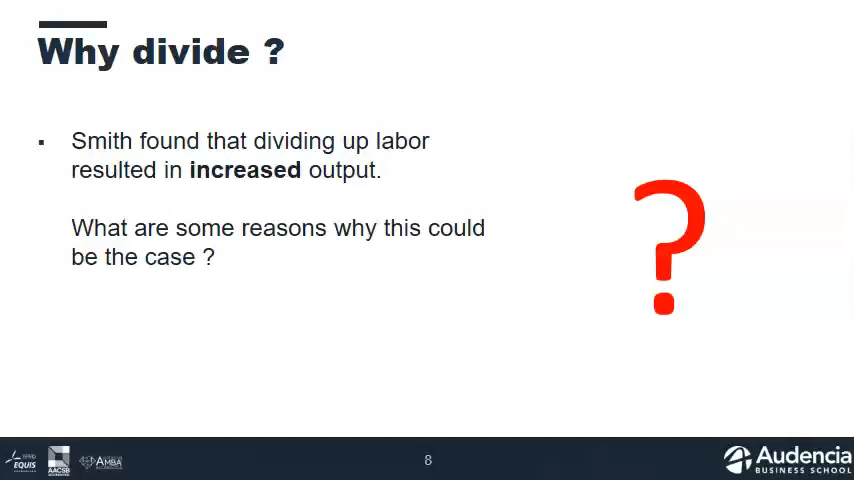 Why divide ?
▪ Smith found that dividing up labor
resulted in increased output.
What are some reasons why this could
be the case ?
?
EQUIS
AACSB
AMBA
8
Audencia
BUSINESS SCHOOL